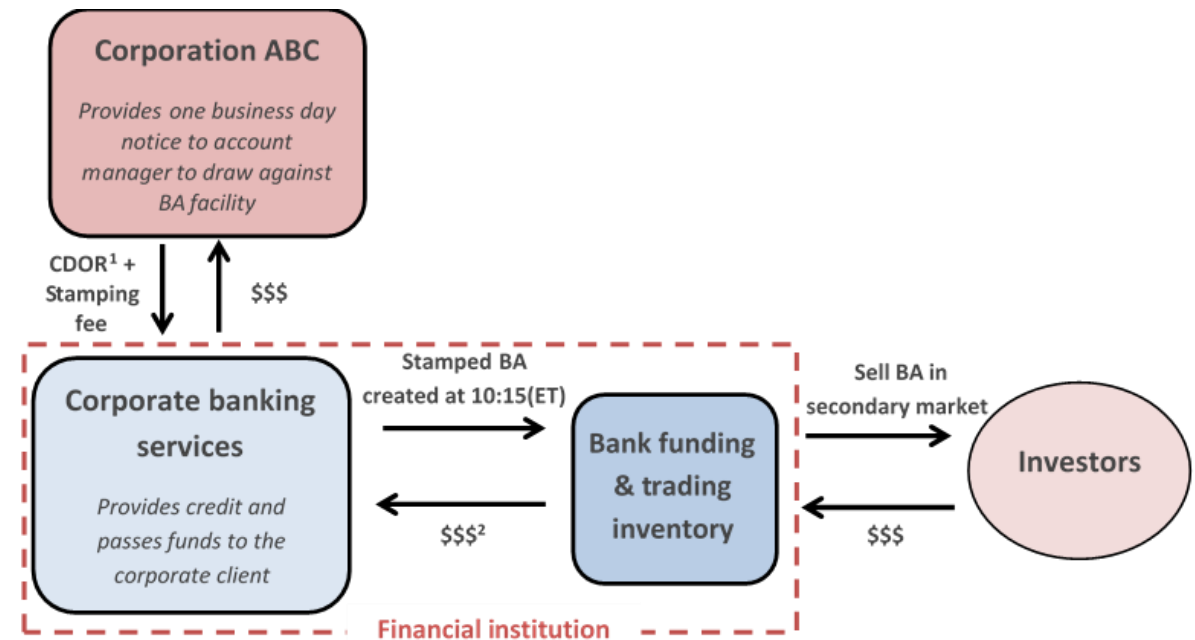 Corporation ABC
Provides one business day
notice to account
manager to draw against
BA facility
CDOR¹ +
Stamping
fee
$$$
Corporate banking
services
Provides credit and
passes funds to the
corporate client
Stamped BA
created at 10:15(ET)
$$$²
Bank funding
& trading
inventory
Sell BA in
secondary market
$$$
Investors
Financial institution